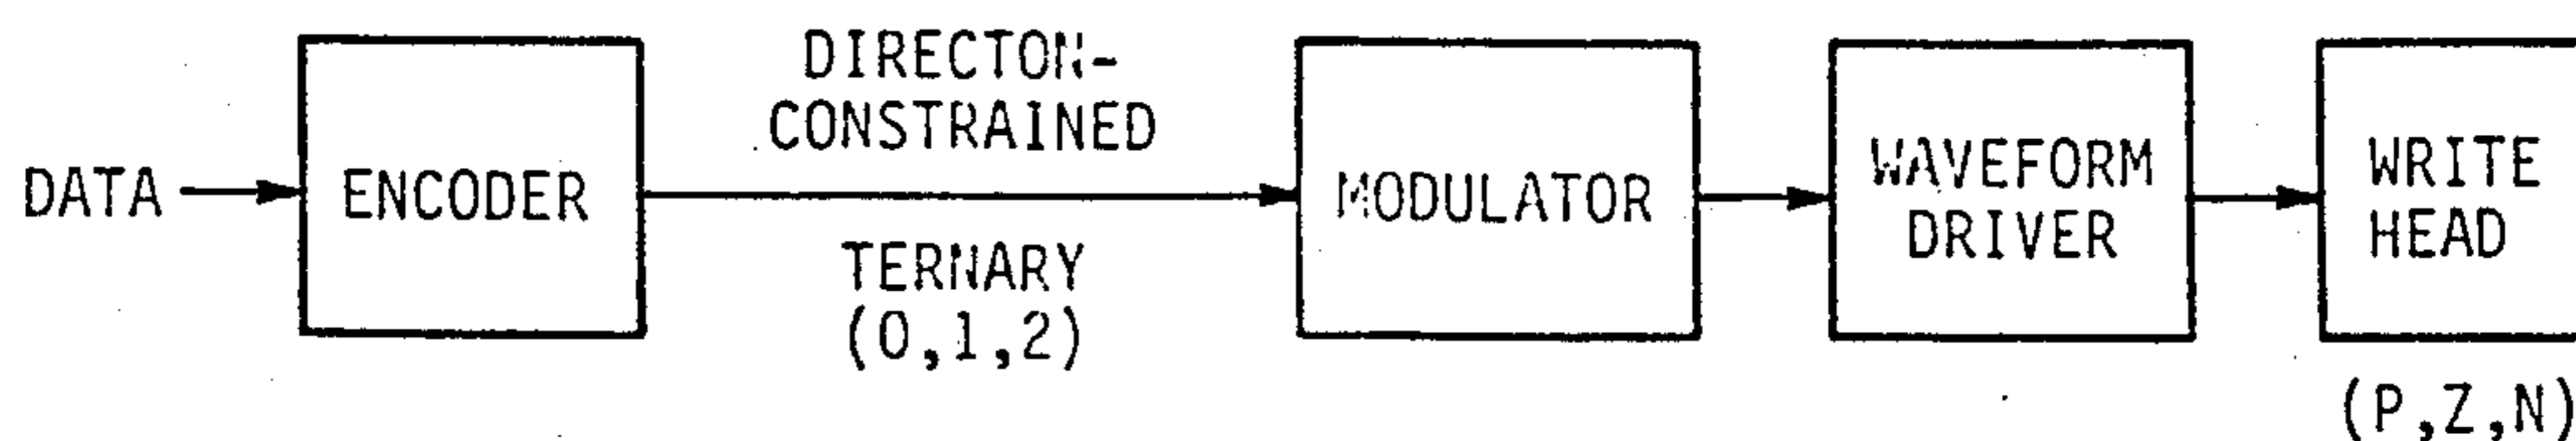 DATA
ENCODER
DIRECTON-
CONSTRAINED
TERNARY
(0,1,2)
MODULATOR
WAVEFORM
DRIVER
WRITE
HEAD
(P,Z,N)